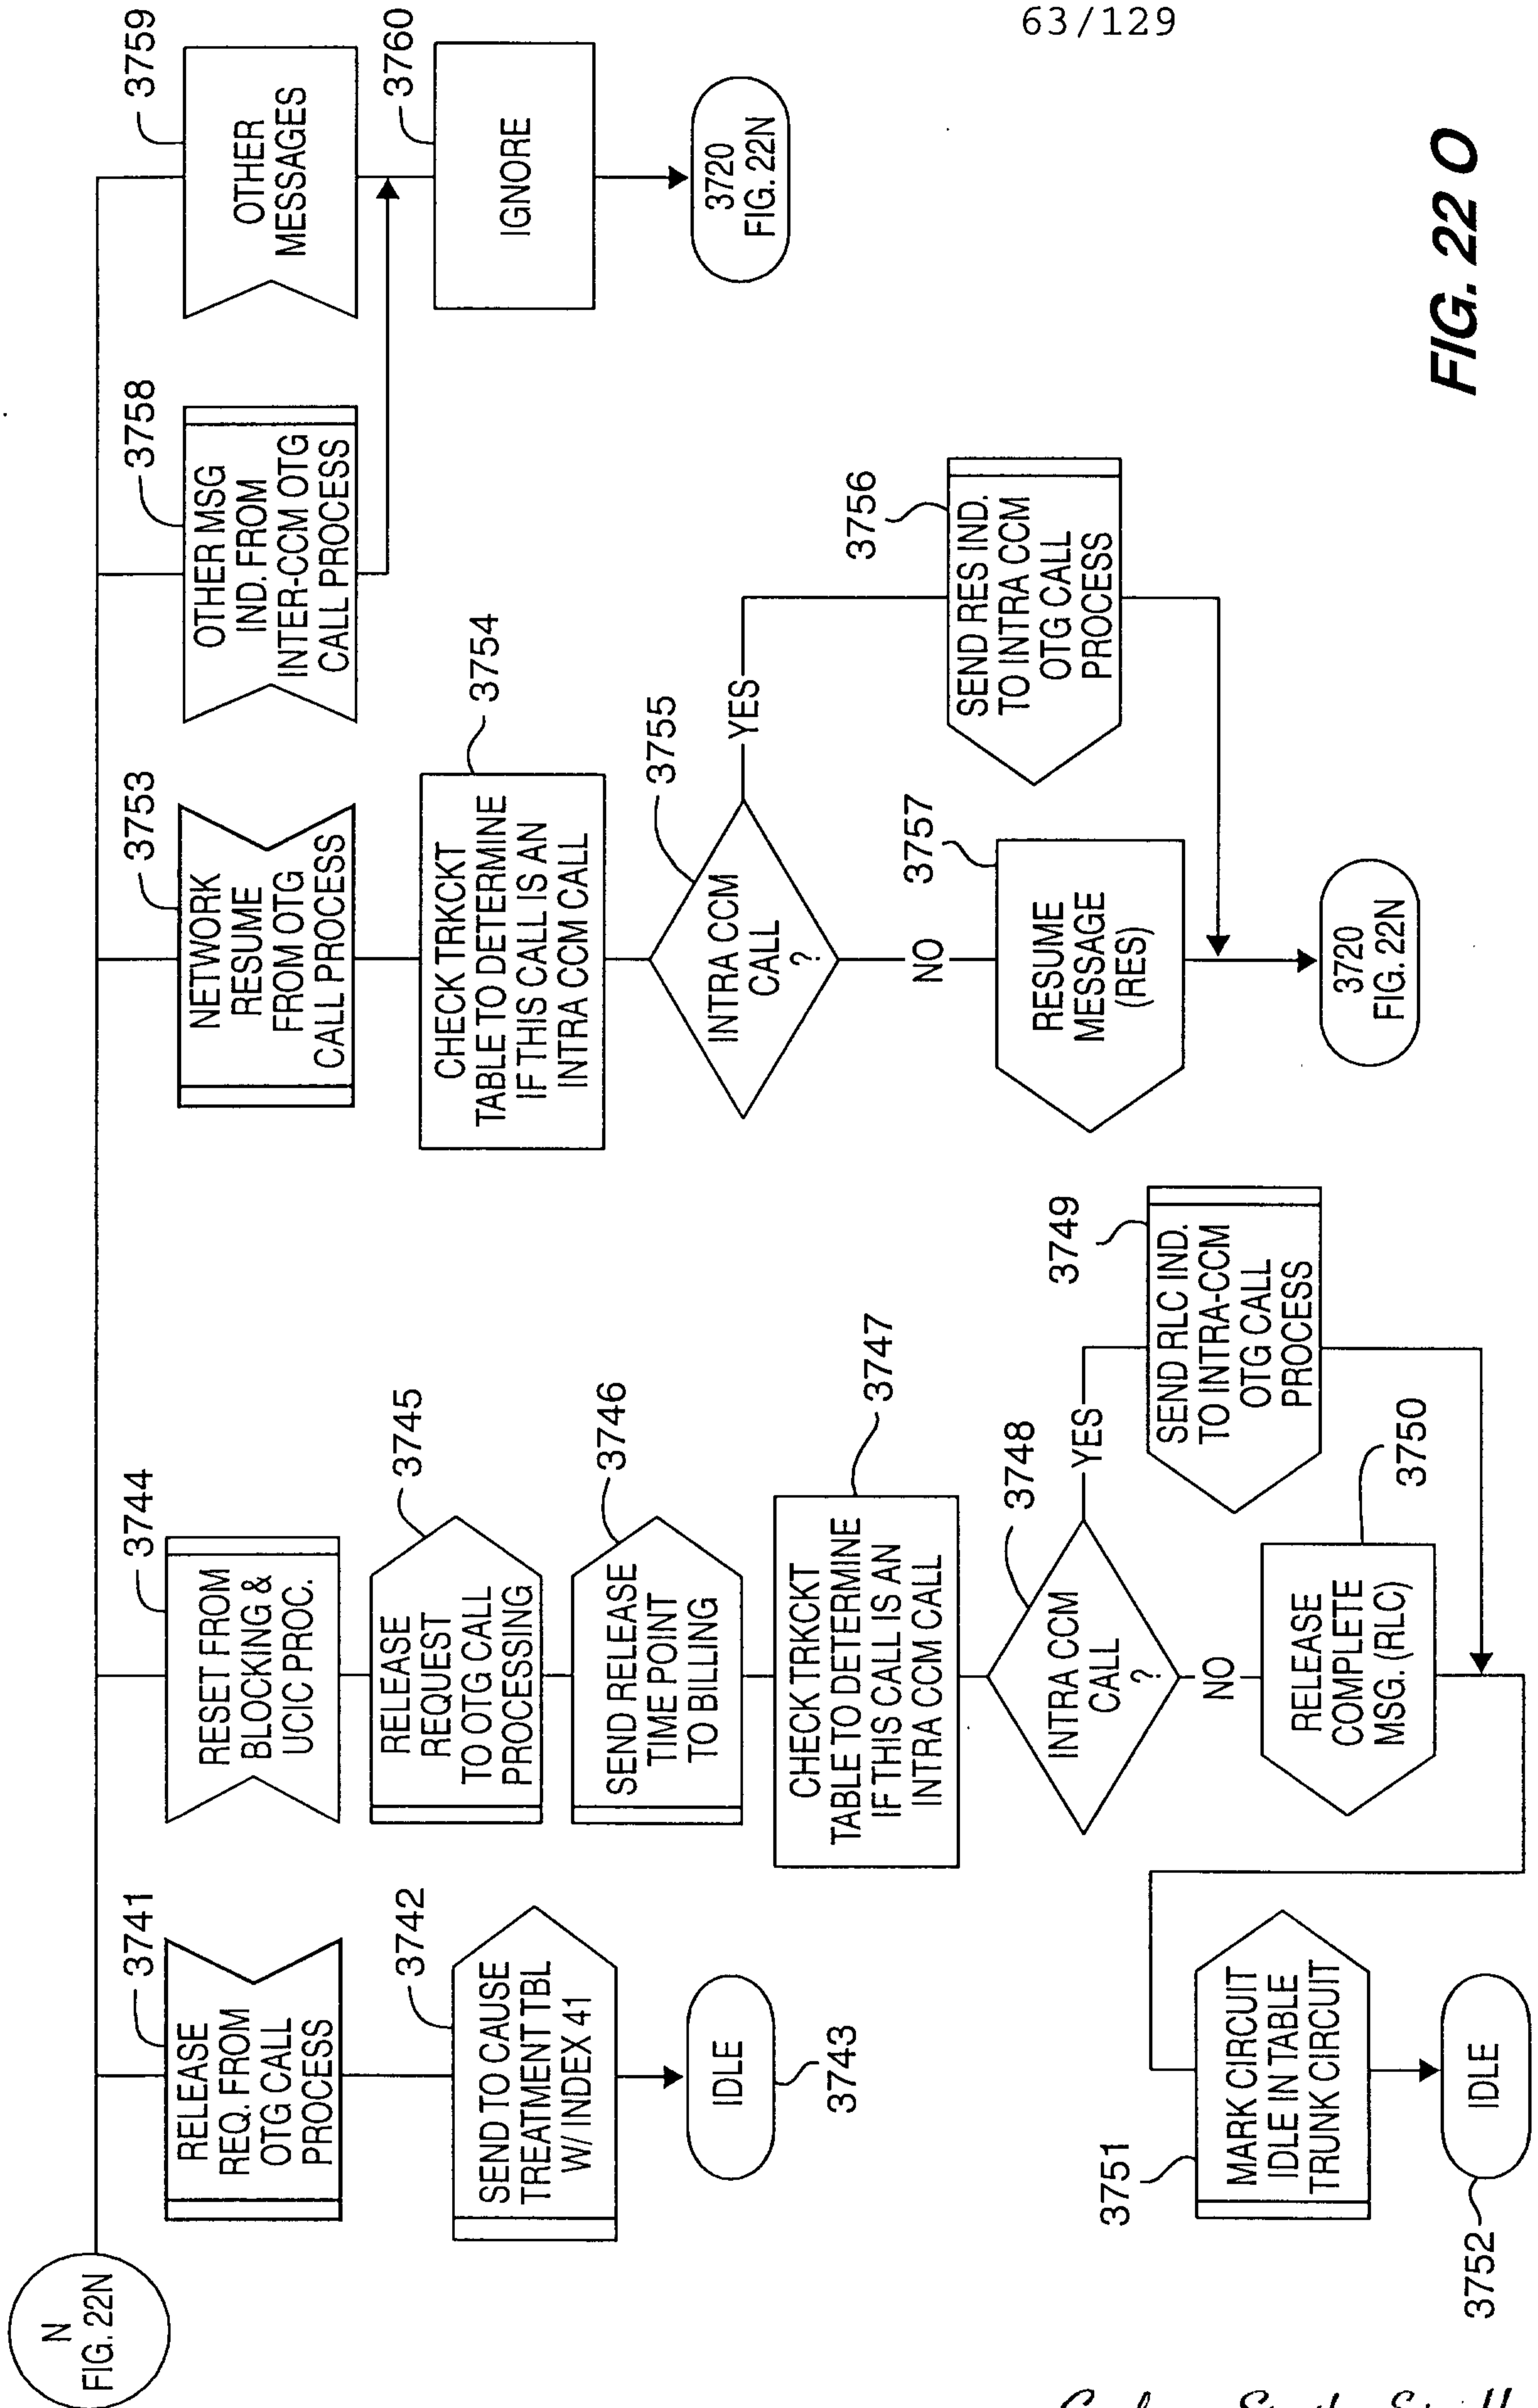 63/129
N
FIG. 22N
3741
RELEASE
REQ. FROM
OTG CALL
PROCESS
3742
SEND TO CAUSE
TREATMENT TBL
W/ INDEX 41
IDLE
3743
3744
RESET FROM
BLOCKING &
UCIC PROC.
3745
RELEASE
REQUEST
TO OTG CALL
PROCESSING
3746
SEND RELEASE
TIME POINT
TO BILLING
3747
CHECK TRKCKT
TABLE TO DETERMINE
IF THIS CALL IS AN
INTRA CCM CALL
3748
INTRA CCM
CALL
?
YES
NO
3749
SEND RLC IND.
TO INTRA-CCM
OTG CALL
PROCESS
3750
RELEASE
COMPLETE
MSG. (RLC)
3751
MARK CIRCUIT
IDLE IN TABLE
TRUNK CIRCUIT
IDLE
3752
3753
NETWORK
RESUME
FROM OTG
CALL PROCESS
3754
CHECK TRKCKT
TABLE TO DETERMINE
IF THIS CALL IS AN
INTRA CCM CALL
3755
INTRA CCM
CALL
?
YES
NO
3756
SEND RES IND.
TO INTRA CCM
OTG CALL
PROCESS
3757
RESUME
MESSAGE
(RES)
3720
FIG. 22N
3758
OTHER MSG
IND. FROM
INTER-CCM OTG
CALL PROCESS
3759
OTHER
MESSAGES
3760
IGNORE
3720
FIG. 22N
FIG. 22 O